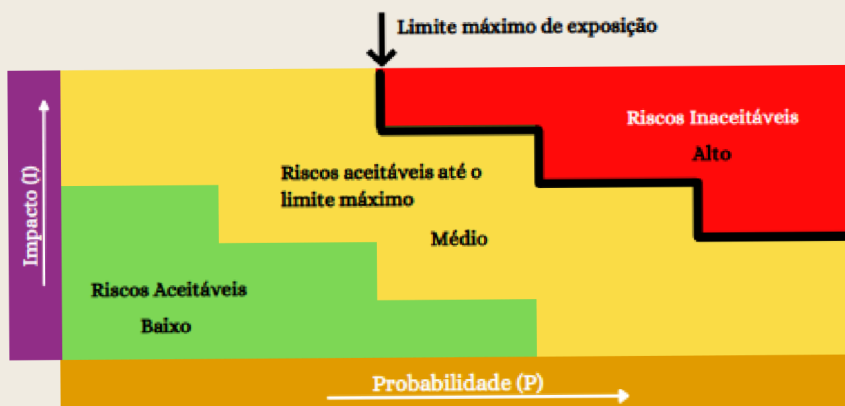 Limite máximo de exposição
Riscos Inaceitáveis
Alto
Riscos aceitáveis até o
limite máximo
Médio
Impacto (I)
Riscos Aceitáveis
Baixo
Probabilidade (P)